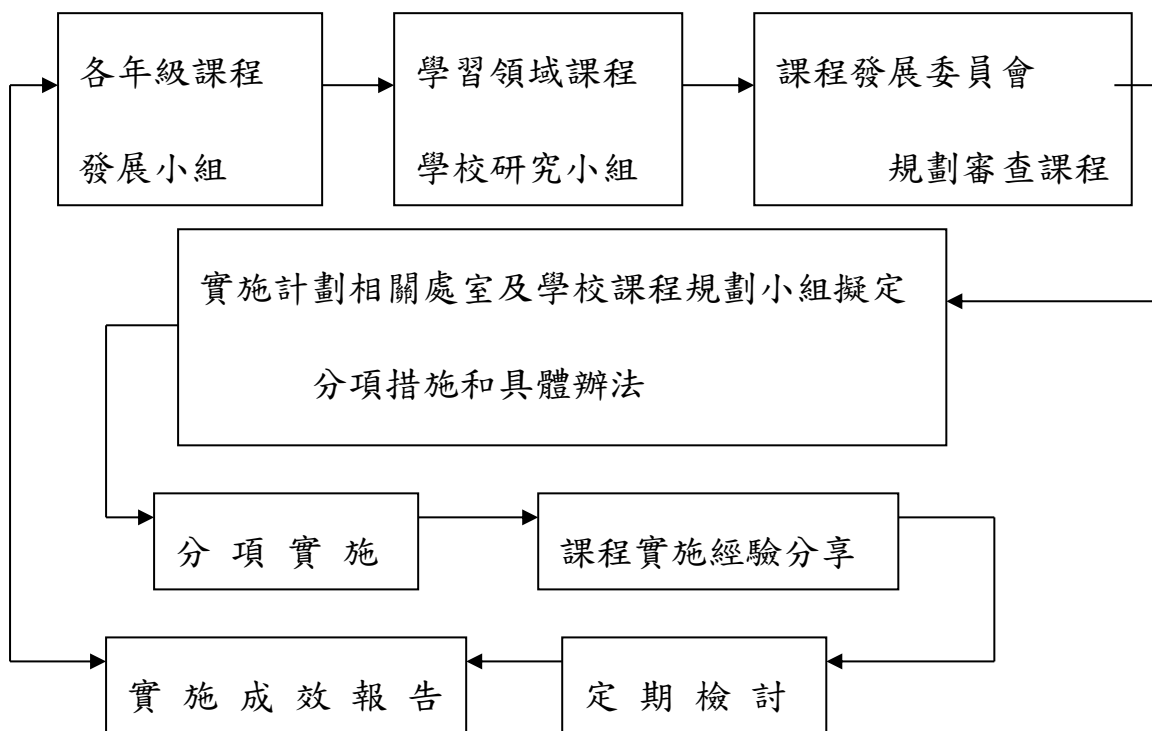 各年級課程
發展小組
學習領域課程
學校研究小組
課程發展委員會
規劃審查課程
實施計劃相關處室及學校課程規劃小組擬定
分項措施和具體辦法
分項實施
課程實施經驗分享
實施成效報告
定期檢討